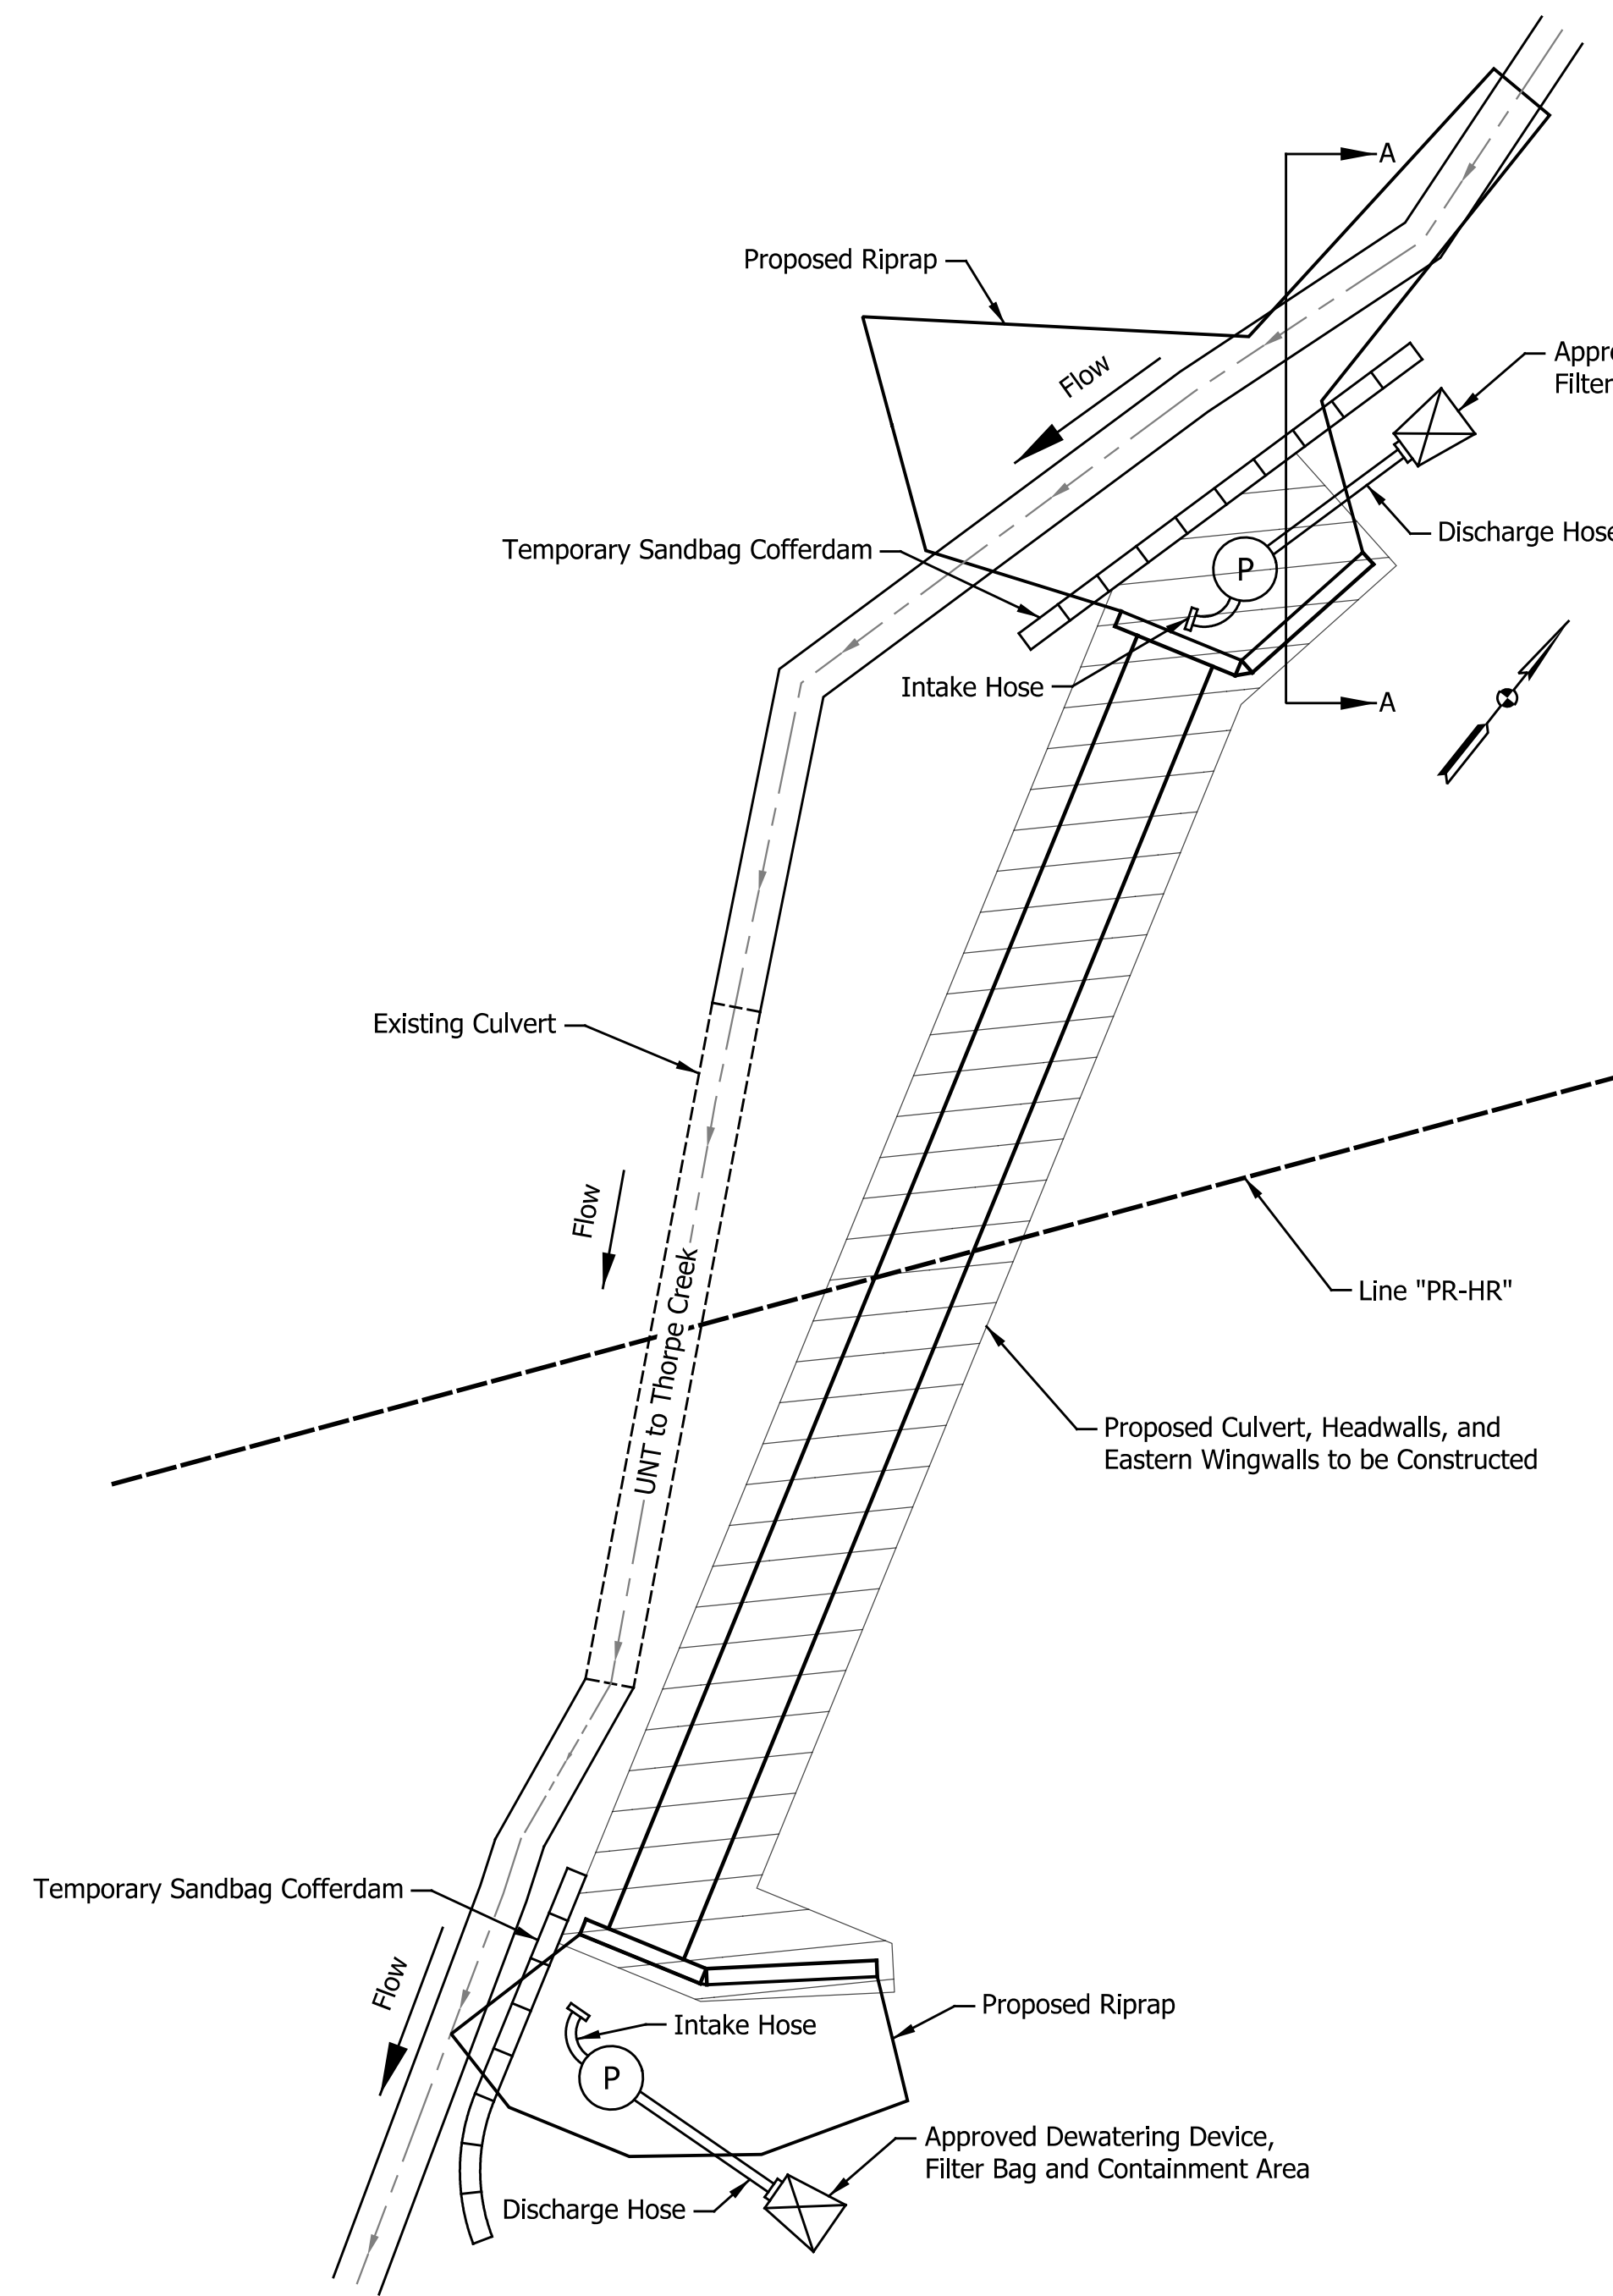 A
Proposed Riprap
Flow
Filter
Temporary Sandbag Cofferdam
Discharge Hose
P
Intake Hose
A
Existing Culvert
Flow
UNT to Thorpe Creek
Line "PR-HR"
Proposed Culvert, Headwalls, and
Eastern Wingwalls to be Constructed
Temporary Sandbag Cofferdam
Flow
Proposed Riprap
Intake Hose
P
Approved Dewatering Device,
Filter Bag and Containment Area
Discharge Hose